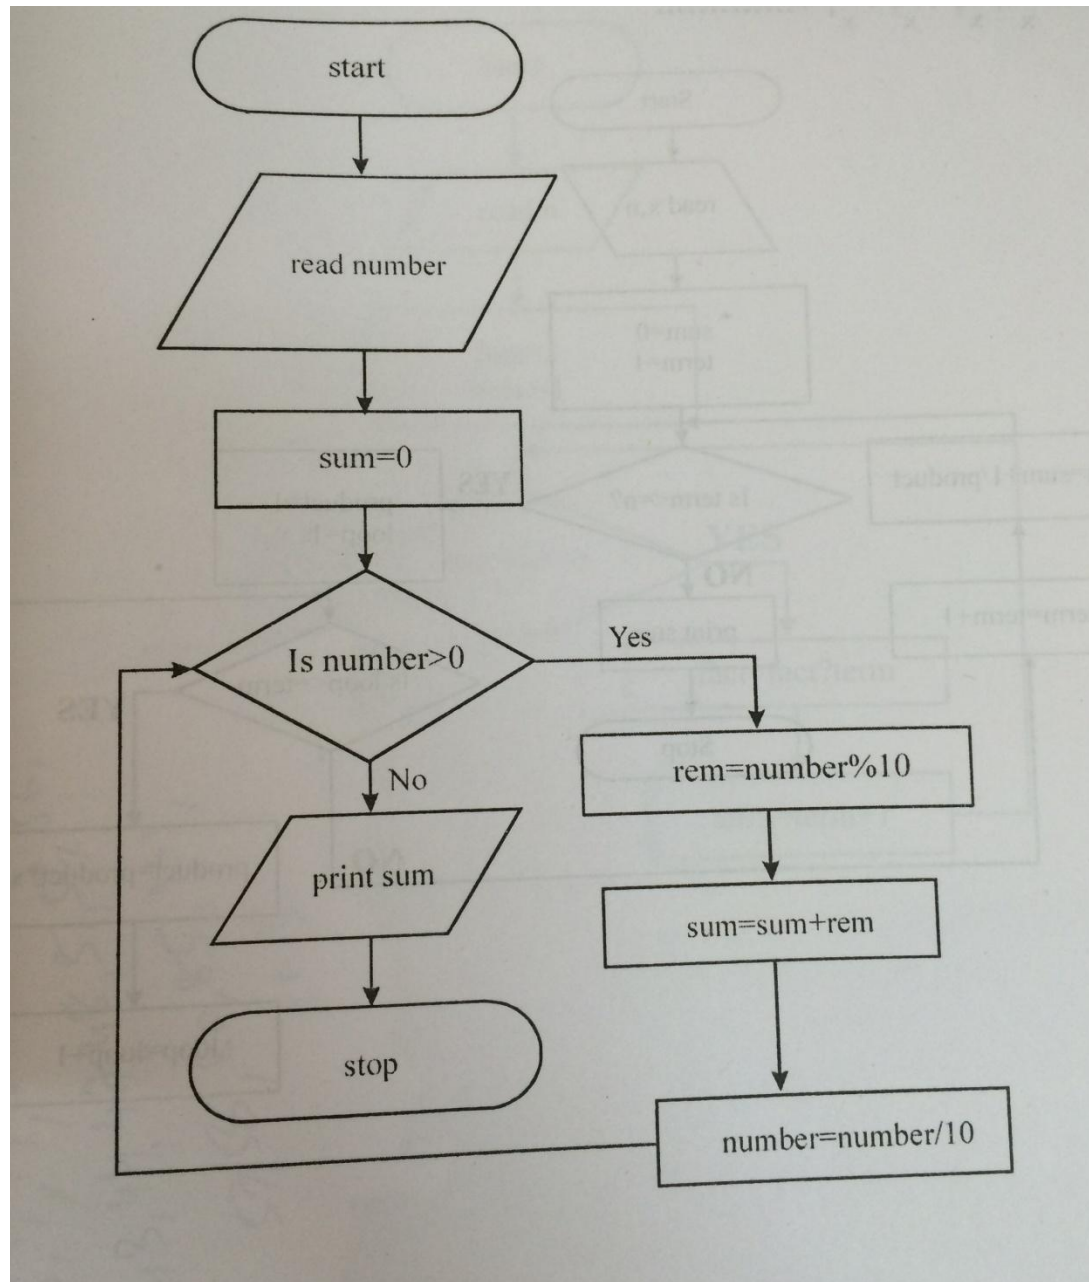 start
read number
sum=0
Is number>0
Yes
No
rem=number%10
print sum
sum=sum+rem
stop
number=number/10